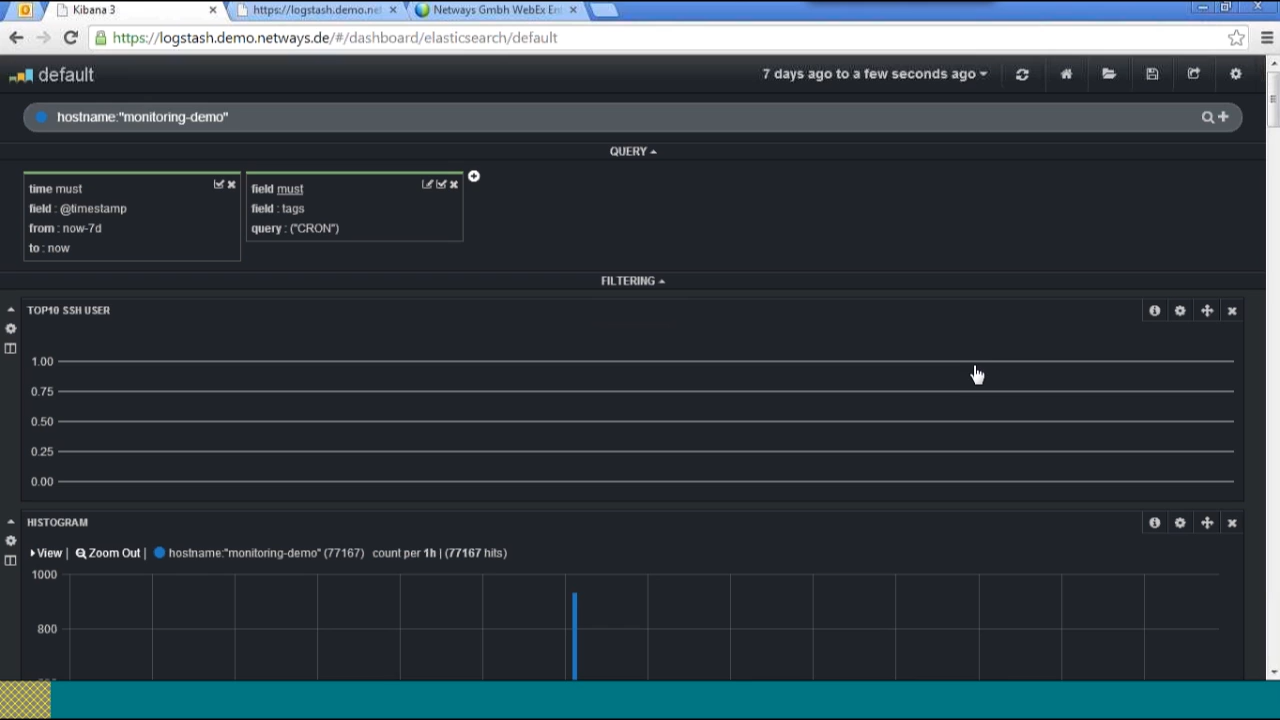 Kibana 3
https://logstash.demo.net
Netways Gmbh WebEx En
https://logstash.demo.netways.de/#/dashboard/elasticsearch/default
default
7 days ago to a few seconds ago
hostname:"monitoring-demo"
QUERY
time must
field : @timestamp
from : now-7d
to : now
field must
field : tags
query : ("CRON")
FILTERING
TOP10 SSH USER
1.00
0.75
0.50
0.25
0.00
HISTOGRAM
View | Zoom Out | hostname:"monitoring-demo" (77167) count per 1h | (77167 hits)
1000
800